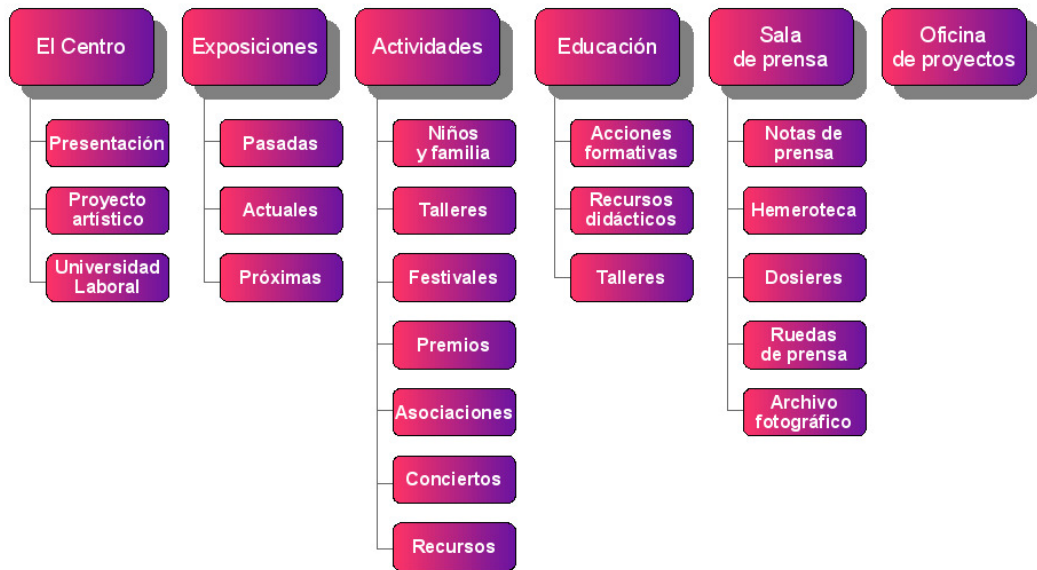 El Centro
Exposiciones
Actividades
Educación
Sala
de prensa
Oficina
de proyectos
Presentación
Proyecto
artístico
Universidad
Laboral
Pasadas
Actuales
Próximas
Niños
y familia
Talleres
Festivales
Premios
Asociaciones
Conciertos
Recursos
Acciones
formativas
Recursos
didácticos
Talleres
Notas de
prensa
Hemeroteca
Dosieres
Ruedas
de prensa
Archivo
fotográfico